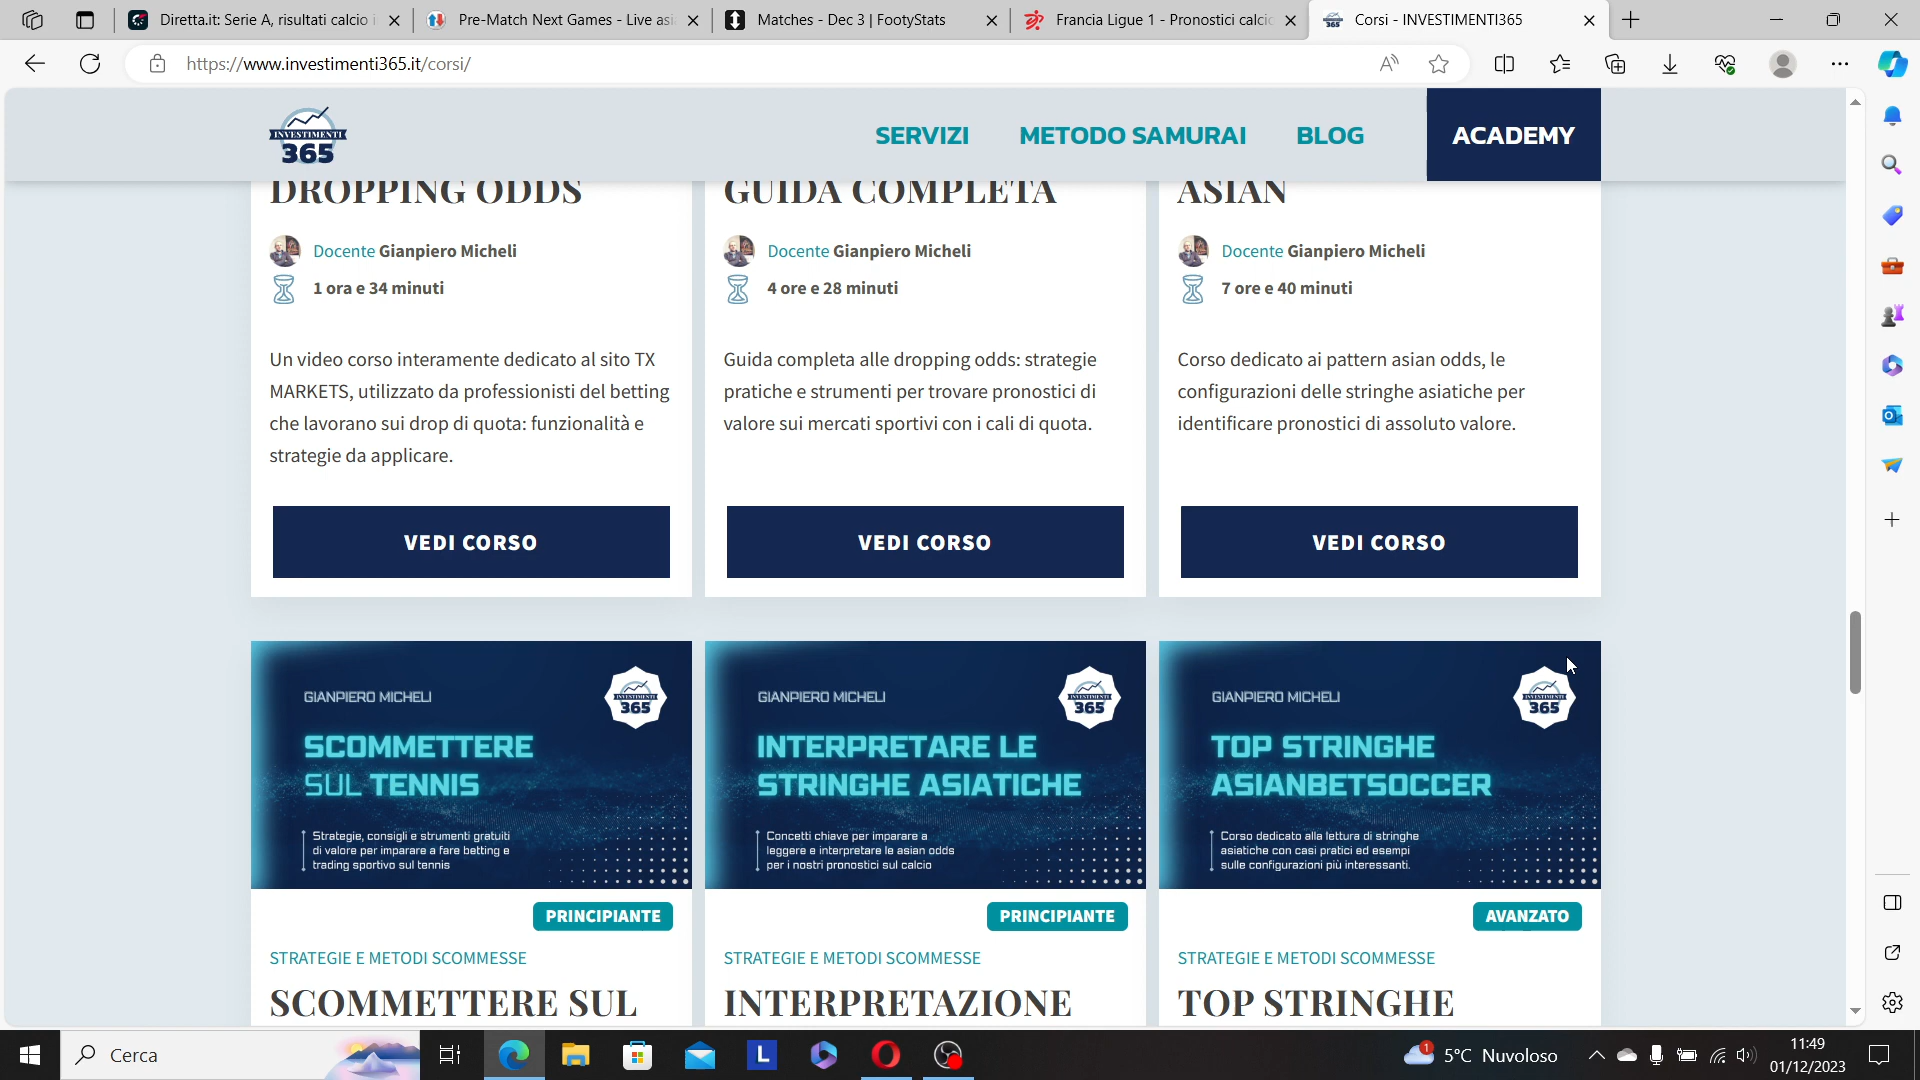 Diretta.it: Serie A, risultati calcio i
Pre-Match Next Games - Live asi
Matches - Dec 3 | FootyStats
Francia Ligue 1 - Pronostici calcio
Corsi - INVESTIMENTI365
https://www.investimenti365.it/corsi/
INVESTIMENTI
365
SERVIZI
METODO SAMURAI
BLOG
ACADEMY
DROPPING ODDS
Docente Gianpiero Micheli
1 ora e 34 minuti
Un video corso interamente dedicato al sito TX
MARKETS, utilizzato da professionisti del betting
che lavorano sui drop di quota: funzionalità e
strategie da applicare.
VEDI CORSO
GUIDA COMPLETA
Docente Gianpiero Micheli
4 ore e 28 minuti
Guida completa alle dropping odds: strategie
pratiche e strumenti per trovare pronostici di
valore sui mercati sportivi con i cali di quota.
VEDI CORSO
ASIAN
Docente Gianpiero Micheli
7 ore e 40 minuti
Corso dedicato ai pattern asian odds, le
configurazioni delle stringhe asiatiche per
identificare pronostici di assoluto valore.
VEDI CORSO
GIANPIERO MICHELI
INVESTIMENTI
365
SCOMMETTERE
SUL TENNIS
Strategie, consigli e strumenti gratuiti
di valore per imparare a fare betting e
trading sportivo sul tennis
PRINCIPIANTE
STRATEGIE E METODI SCOMMESSE
SCOMMETTERE SUL
GIANPIERO MICHELI
INVESTIMENTI
365
INTERPRETARE LE
STRINGHE ASIATICHE
Concetti chiave per imparare a
leggere e interpretare le asian odds
per i nostri pronostici sul calcio
PRINCIPIANTE
STRATEGIE E METODI SCOMMESSE
INTERPRETAZIONE
GIANPIERO MICHELI
INVESTIMENTI
365
TOP STRINGHE
ASIANBETSOCCER
Corso dedicato alla lettura di stringhe
asiatiche con casi pratici ed esempi
sulle configurazioni più interessanti.
AVANZATO
STRATEGIE E METODI SCOMMESSE
TOP STRINGHE
Cerca
L
1
5°C Nuvoloso
11:49
01/12/2023